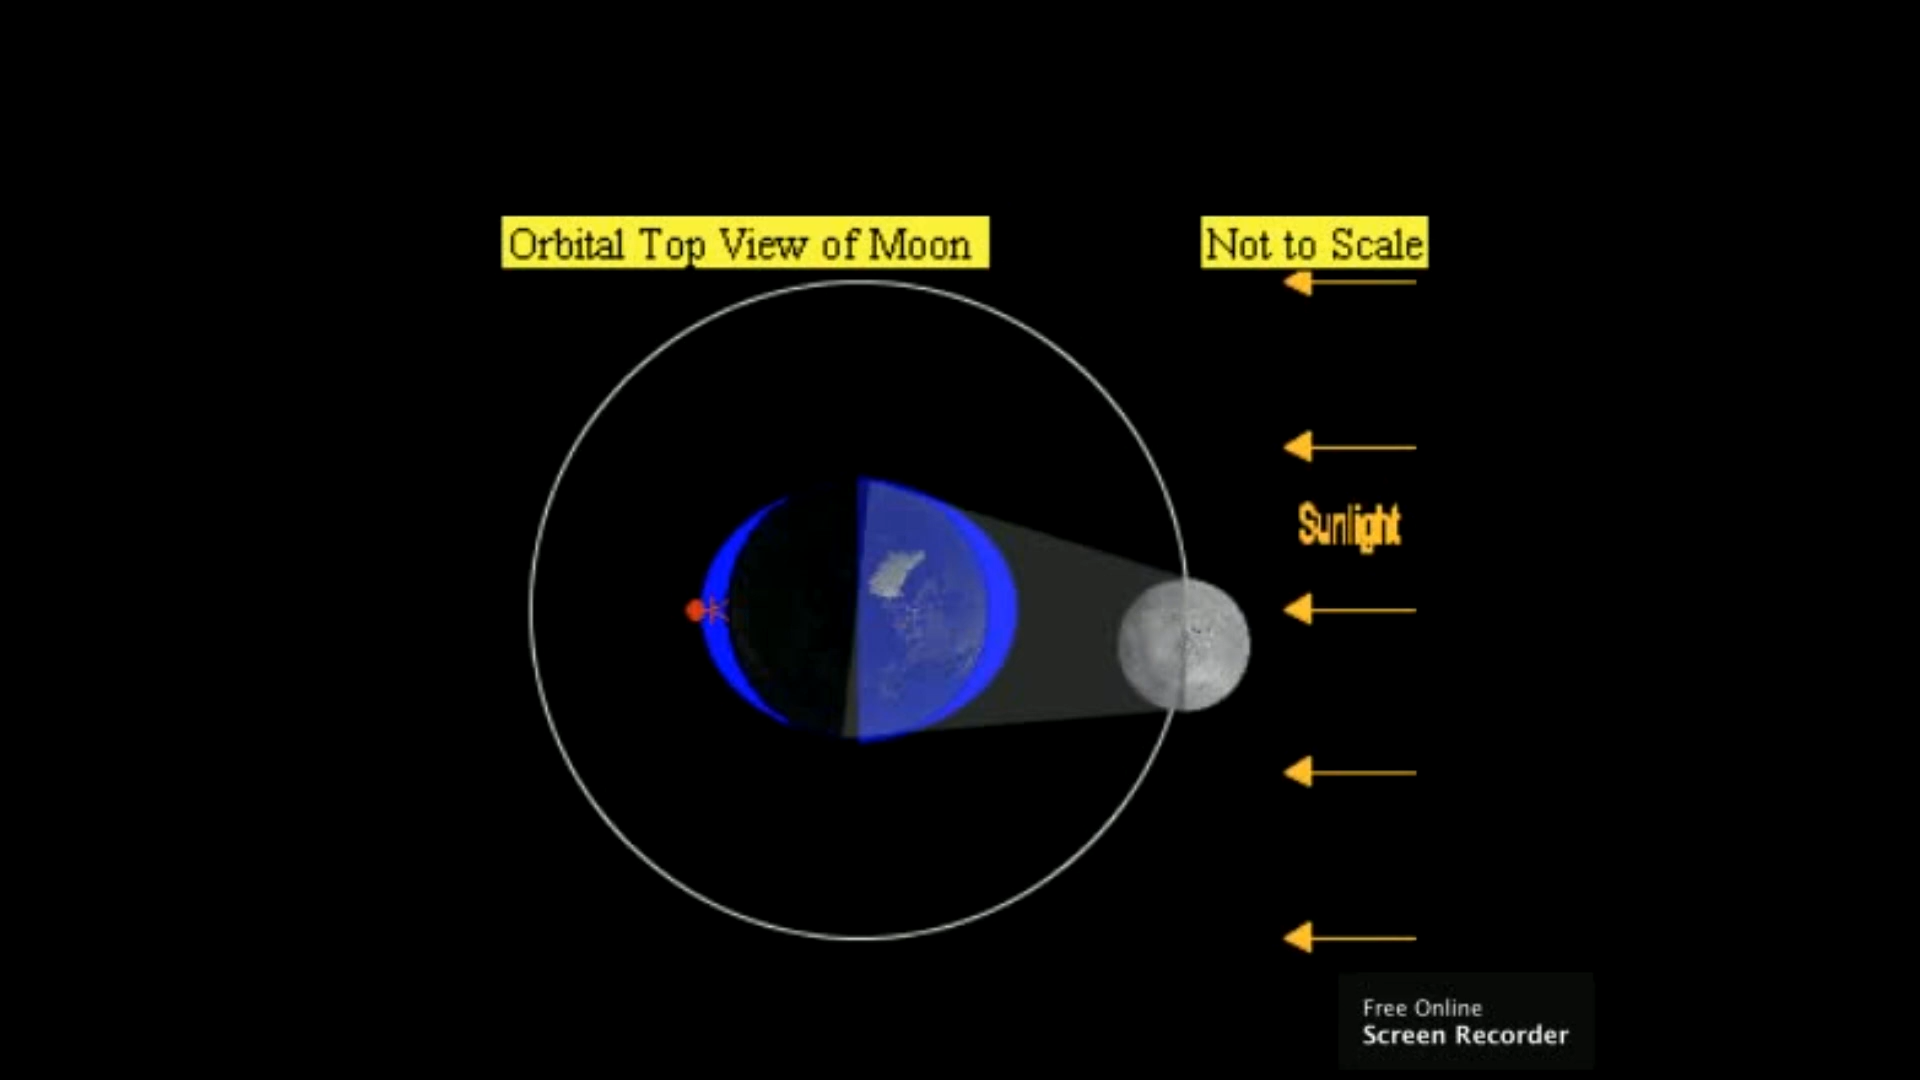 Orbital Top View of Moon
Not to Scale
Sunlight
Free Online
Screen Recorder